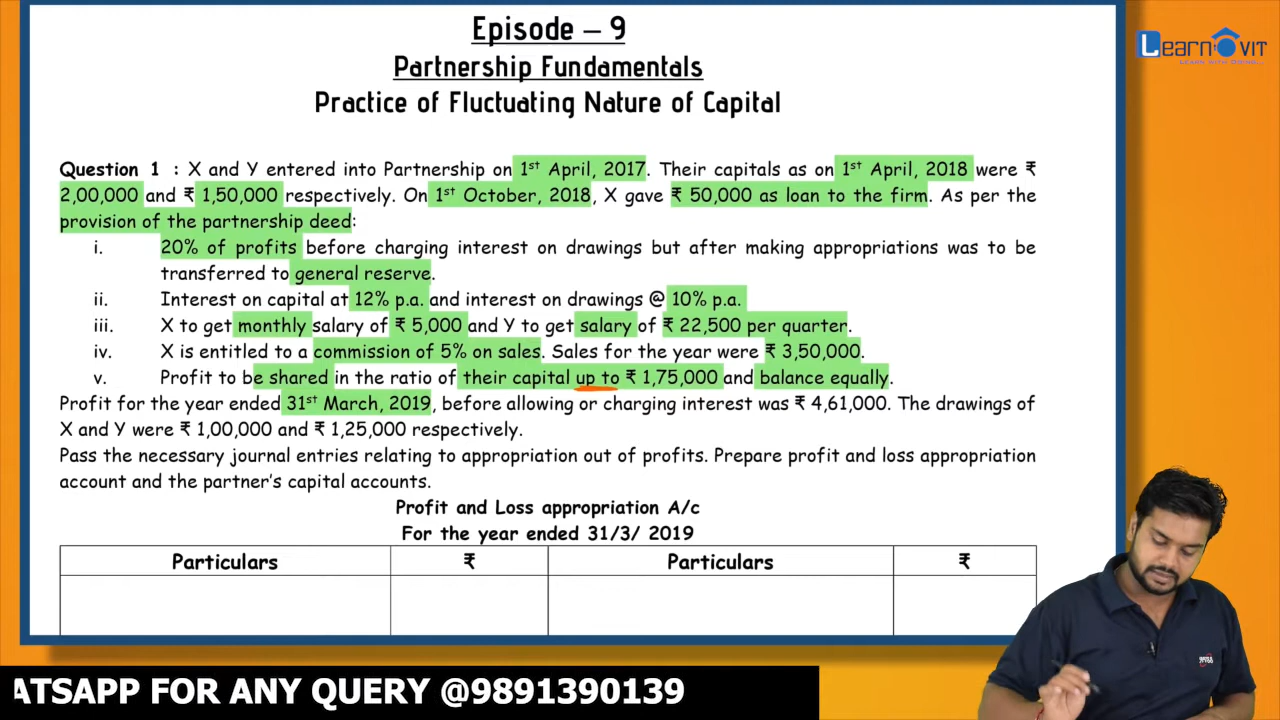 Episode – 9
Partnership Fundamentals
Practice of Fluctuating Nature of Capital
LearnoVIT
Question 1 : X and Y entered into Partnership on 1st April, 2017. Their capitals as on 1st April, 2018 were ₹
2,00,000 and ₹ 1,50,000 respectively. On 1st October, 2018, X gave ₹ 50,000 as loan to the firm. As per the
provision of the partnership deed:
i. 20% of profits before charging interest on drawings but after making appropriations was to be
transferred to general reserve.
ii. Interest on capital at 12% p.a. and interest on drawings @ 10% p.a.
iii. X to get monthly salary of ₹ 5,000 and Y to get salary of ₹ 22,500 per quarter.
iv. X is entitled to a commission of 5% on sales. Sales for the year were ₹ 3,50,000.
v. Profit to be shared in the ratio of their capital up to ₹ 1,75,000 and balance equally.
Profit for the year ended 31st March, 2019, before allowing or charging interest was ₹ 4,61,000. The drawings of
X and Y were ₹ 1,00,000 and ₹ 1,25,000 respectively.
Pass the necessary journal entries relating to appropriation out of profits. Prepare profit and loss appropriation
account and the partner's capital accounts.
Profit and Loss appropriation A/c
For the year ended 31/3/ 2019
Particulars ₹ Particulars ₹
ATSAPP FOR ANY QUERY @9891390139